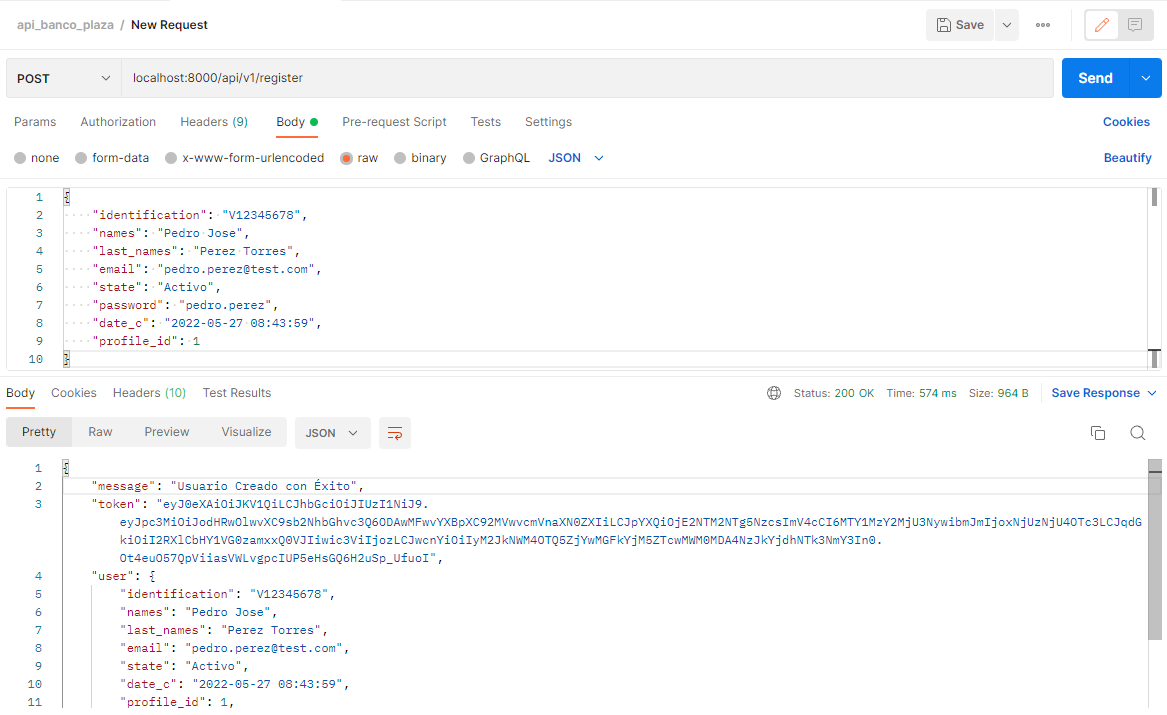 api_banco_plaza / New Request
Save
POST
localhost:8000/api/v1/register
Send
Params Authorization Headers (9) Body Pre-request Script Tests Settings Cookies
none form-data x-www-form-urlencoded raw binary GraphQL JSON Beautify
1 {
2 "identification": "V12345678",
3 "names": "Pedro Jose",
4 "last_names": "Perez Torres",
5 "email": "pedro.perez@test.com",
6 "state": "Activo",
7 "password": "pedro.perez",
8 "date_c": "2022-05-27 08:43:59",
9 "profile_id": 1
10 }
Body Cookies Headers (10) Test Results Status: 200 OK Time: 574 ms Size: 964 B Save Response
Pretty Raw Preview Visualize JSON
1 {
2 "message": "Usuario Creado con Éxito",
3 "token": "eyJ0eXAiOiJKV1QiLCJhbGciOiJIUzI1NiJ9.
eyJpc3MiOiJodHRwOlwvXC9sb2NhbGhvc3Q6ODAwMFwvYXBpXC92MVwvcmVnaXN0ZXIiLCJpYXQiOjE2NTM2NTg5NzcsImV4cCI6MTY1MzY2MjU3NywibmJmIjoxNjUzNjU4OTc3LCJqdG
kiOiI2RXlCbHY1VG0zamxxQ0VJIiwic3ViIjozLCJwcnYiOiIyM2JkNWM4OTQ5ZjYwMGFkYjM5ZTcwMWM0MDA4NzJkYjdhNTk3NmY3In0.
Ot4euO57QpViiasVWLvgpcIUP5eHsGQ6H2uSp_UfuoI",
4 "user": {
5 "identification": "V12345678",
6 "names": "Pedro Jose",
7 "last_names": "Perez Torres",
8 "email": "pedro.perez@test.com",
9 "state": "Activo",
10 "date_c": "2022-05-27 08:43:59",
11 "profile_id": 1,